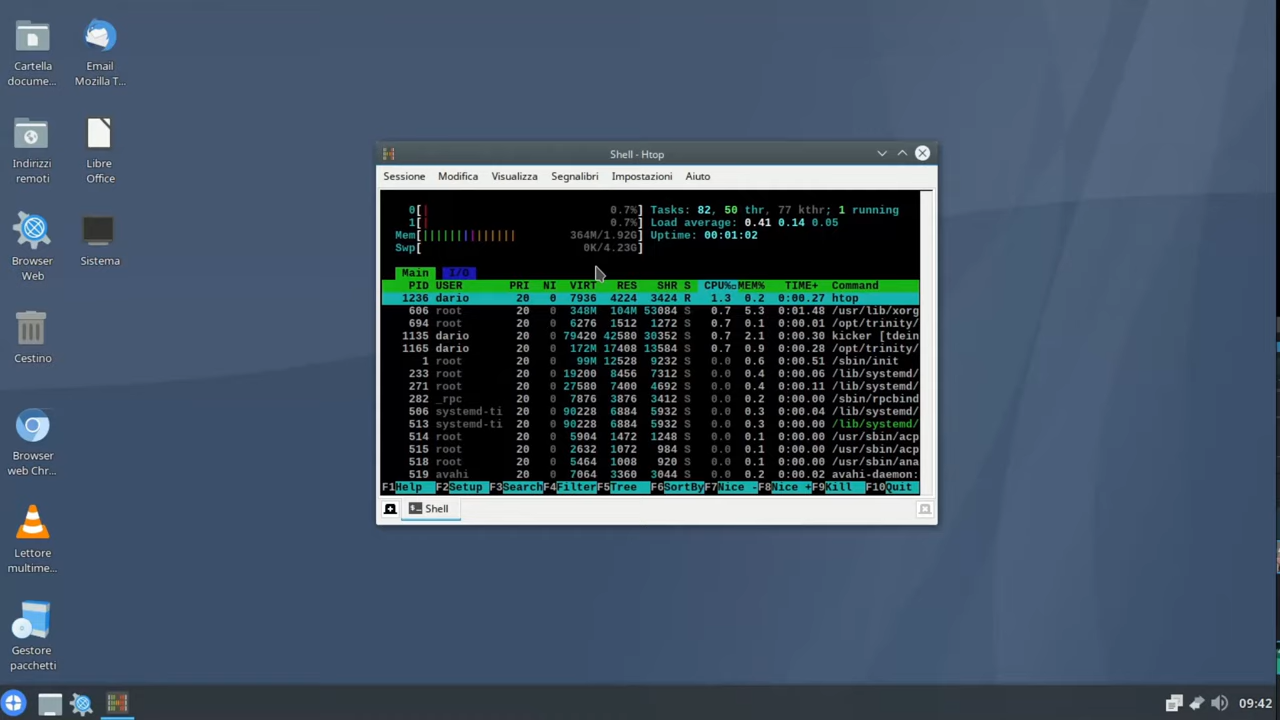 Cartella
docume...
Email
Mozilla T...
Indirizzi
remoti
Libre
Office
Browser
Web
Sistema
Cestino
Browser
web Chr...
Lettore
multime...
Gestore
pacchetti
Shell - Htop
Sessione Modifica Visualizza Segnalibri Impostazioni Aiuto
0[| 0.7%] Tasks: 82, 50 thr, 77 kthr; 1 running
1[| 0.7%] Load average: 0.41 0.14 0.05
Mem[|||||||||||||||| 364M/1.92G] Uptime: 00:01:02
Swp[ 0K/4.23G]
Main I/O
PID USER PRI NI VIRT RES SHR S CPU% MEM% TIME+ Command
1236 dario 20 0 7936 4224 3424 R 1.3 0.2 0:00.27 htop
606 root 20 0 348M 104M 53084 S 0.7 5.3 0:01.48 /usr/lib/xorg
694 root 20 0 6276 1512 1272 S 0.7 0.1 0:00.01 /opt/trinity/
1135 dario 20 0 79420 42580 30352 S 0.7 2.1 0:00.30 kicker [tdein
1165 dario 20 0 172M 17408 13584 S 0.7 0.9 0:00.28 /opt/trinity/
1 root 20 0 99M 12528 9232 S 0.0 0.6 0:00.51 /sbin/init
233 root 20 0 19200 8456 7312 S 0.0 0.4 0:00.06 /lib/systemd/
271 root 20 0 27580 7400 4692 S 0.0 0.4 0:00.11 /lib/systemd/
282 _rpc 20 0 7876 3876 3412 S 0.0 0.2 0:00.00 /sbin/rpcbind
506 systemd-ti 20 0 90228 6884 5932 S 0.0 0.3 0:00.04 /lib/systemd/
513 systemd-ti 20 0 90228 6884 5932 S 0.0 0.3 0:00.00 /lib/systemd/
514 root 20 0 5904 1472 1248 S 0.0 0.1 0:00.00 /usr/sbin/acp
515 root 20 0 2632 1072 984 S 0.0 0.1 0:00.00 /usr/sbin/acp
518 root 20 0 5464 1008 920 S 0.0 0.1 0:00.00 /usr/sbin/ana
519 avahi 20 0 7064 3360 3044 S 0.0 0.2 0:00.02 avahi-daemon:
F1Help F2Setup F3SearchF4FilterF5Tree F6SortByF7Nice -F8Nice +F9Kill F10Quit
Shell
09:42